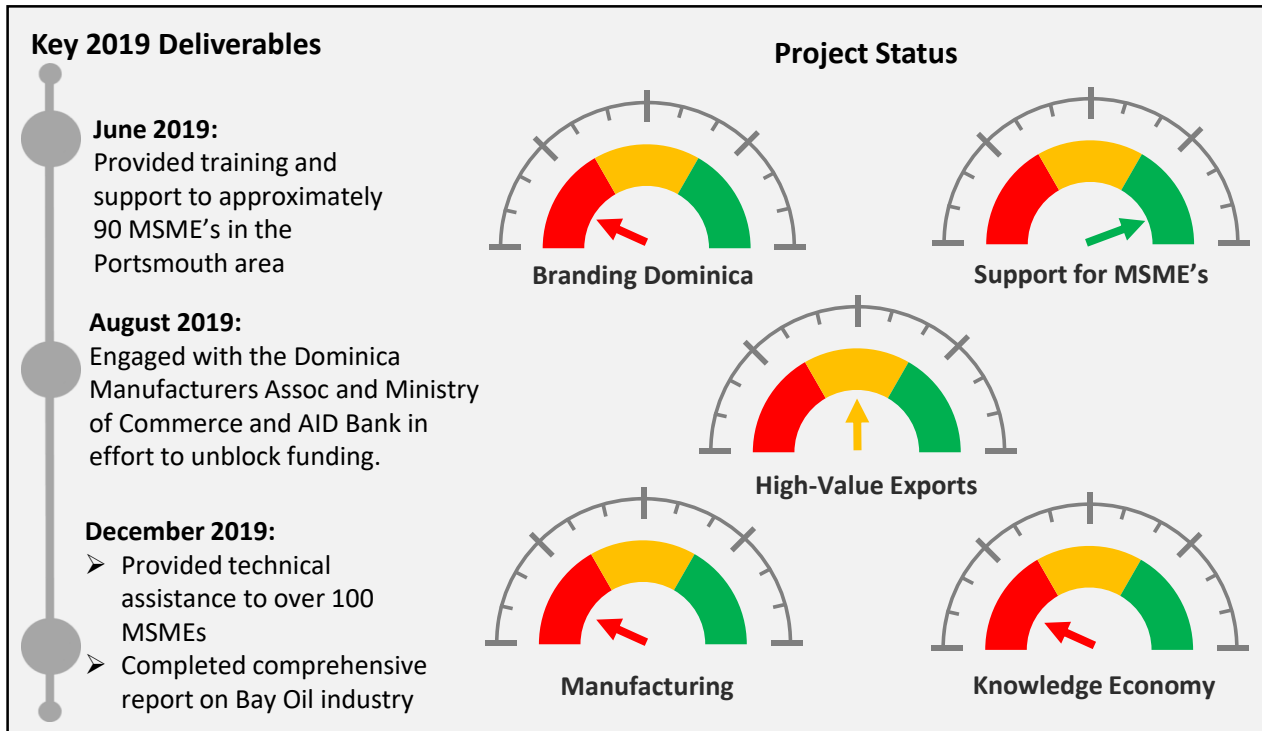 Key 2019 Deliverables
June 2019:
Provided training and
support to approximately
90 MSME’s in the
Portsmouth area
August 2019:
Engaged with the Dominica
Manufacturers Assoc and Ministry
of Commerce and AID Bank in
effort to unblock funding.
December 2019:
➢ Provided technical
assistance to over 100
MSMEs
➢ Completed comprehensive
report on Bay Oil industry
Project Status
Branding Dominica
Support for MSME’s
High-Value Exports
Manufacturing
Knowledge Economy